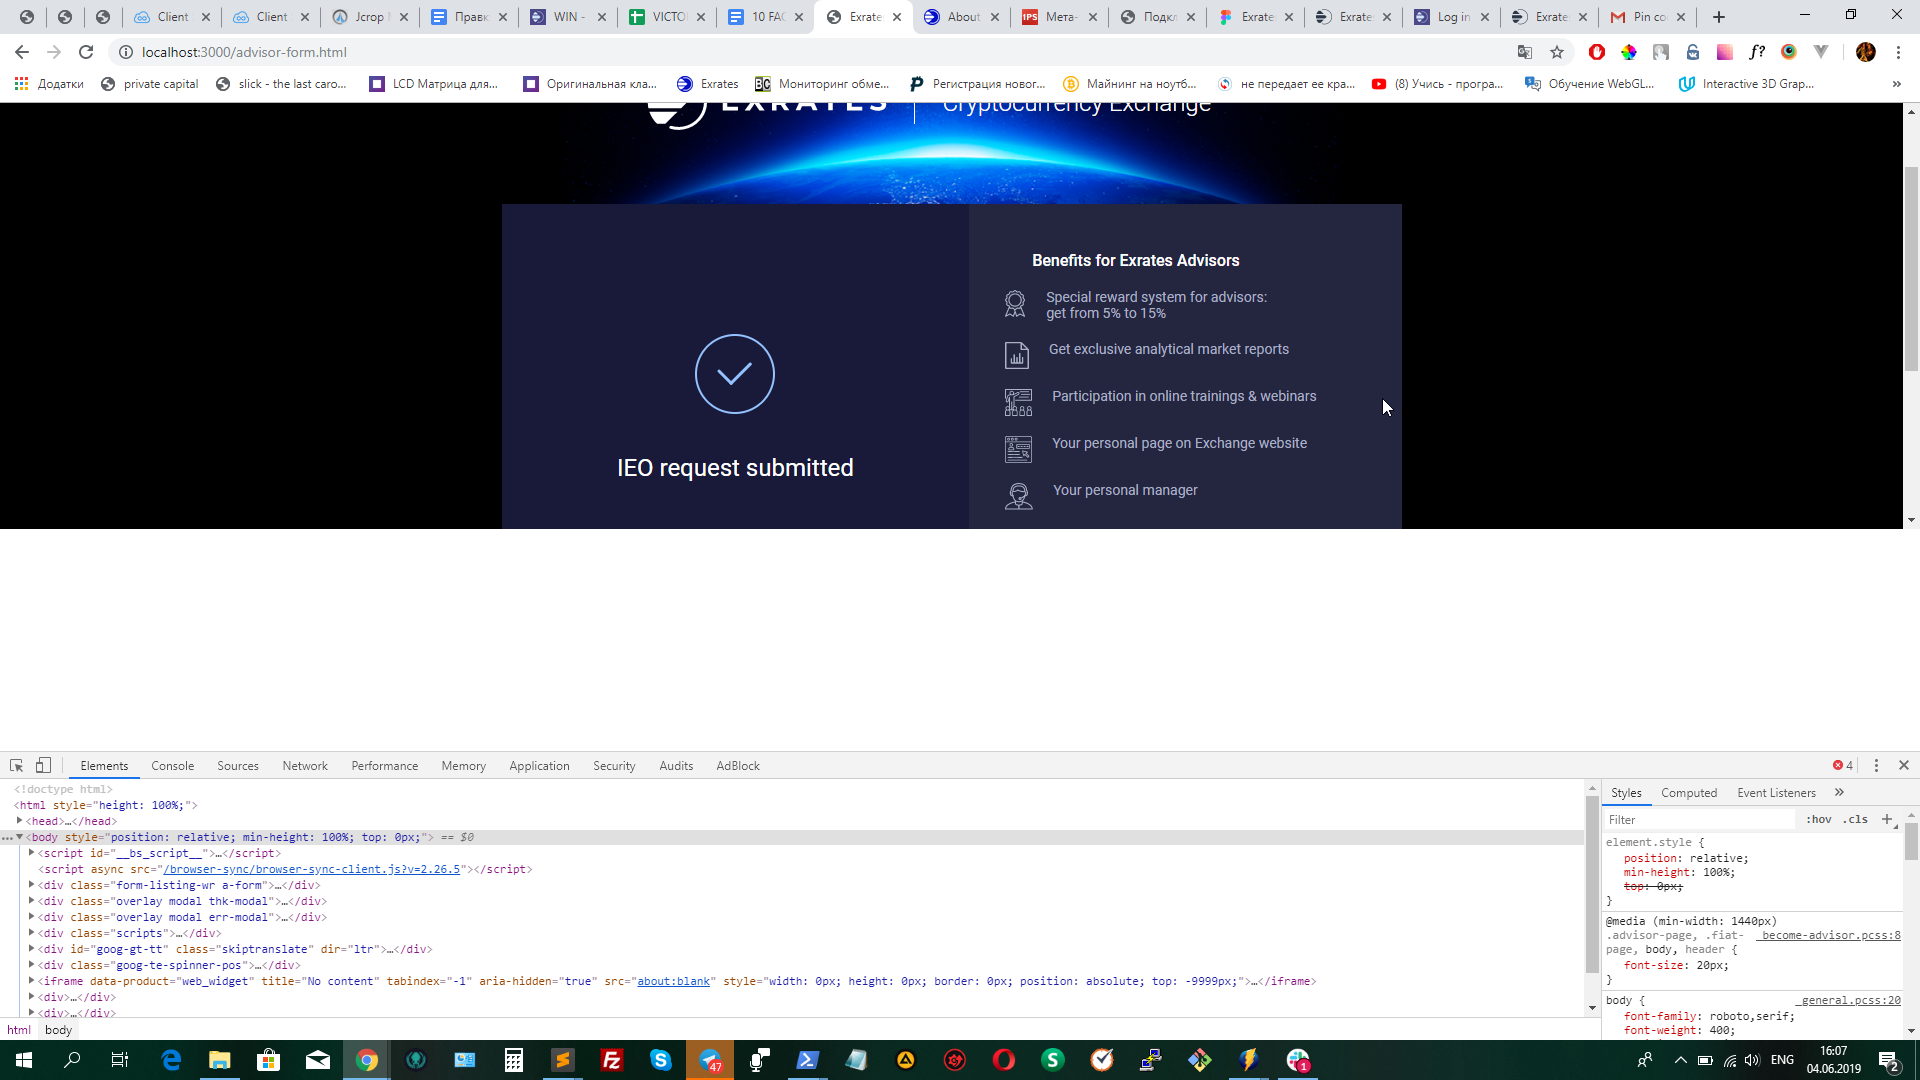 Client
Client
Jcrop
Правк
WIN -
VICTO
10 FAC
Exrate
About
IPS
Мета-
Подкл
Exrate
Exrate
Log in
Exrate
Pin co
localhost:3000/advisor-form.html
Додатки
private capital
slick - the last caro...
LCD Матрица для...
Оригинальная кла...
Exrates
BC
Мониторинг обме...
Регистрация новог...
Майнинг на ноутб...
не передает ее кра...
(8) Учись - програ...
Обучение WebGL...
Interactive 3D Grap...
»
EXRATES
Cryptocurrency Exchange
Benefits for Exrates Advisors
Special reward system for advisors:
get from 5% to 15%
Get exclusive analytical market reports
Participation in online trainings & webinars
Your personal page on Exchange website
Your personal manager
IEO request submitted
Elements Console Sources Network Performance Memory Application Security Audits AdBlock
4
<!doctype html>
<html style="height: 100%;">
<head>…</head>
<body style="position: relative; min-height: 100%; top: 0px;"> == $0
<script id="__bs_script__">…</script>
<script async src="/browser-sync/browser-sync-client.js?v=2.26.5"></script>
<div class="form-listing-wr a-form">…</div>
<div class="overlay modal thk-modal">…</div>
<div class="overlay modal err-modal">…</div>
<div class="scripts">…</div>
<div id="goog-gt-tt" class="skiptranslate" dir="ltr">…</div>
<div class="goog-te-spinner-pos">…</div>
<iframe data-product="web_widget" title="No content" tabindex="-1" aria-hidden="true" src="about:blank" style="width: 0px; height: 0px; border: 0px; position: absolute; top: -9999px;">…</iframe>
<div>…</div>
<div>…</div>
html body
Styles Computed Event Listeners »
Filter :hov .cls +
element.style {
position: relative;
min-height: 100%;
top: 0px;
}
@media (min-width: 1440px)
.advisor-page, .fiat- _become-advisor.pcss:8
page, body, header {
font-size: 20px;
}
body { _general.pcss:20
font-family: roboto,serif;
font-weight: 400;
47
1
ENG
16:07
04.06.2019
2